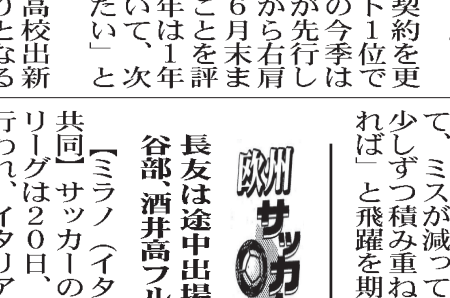 契約を更
ト１位で
の今季は
が先行し
から右肩
６月末ま
ことを評
年は１年
いて、次
たい」と
高校出新
りとなる
て、ミスが減って
少しずつ積み重ね
れば」と飛躍を期
欧州
サッカー
長友は途中出場
谷部、酒井高フル
【ミラノ（イタ
共同】サッカーの
リーグは２０日、
行われ、イタリア